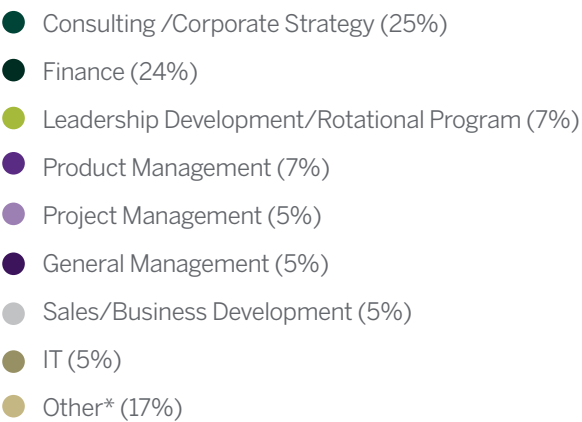 Consulting /Corporate Strategy (25%)
Finance (24%)
Leadership Development/Rotational Program (7%)
Product Management (7%)
Project Management (5%)
General Management (5%)
Sales/Business Development (5%)
IT (5%)
Other* (17%)